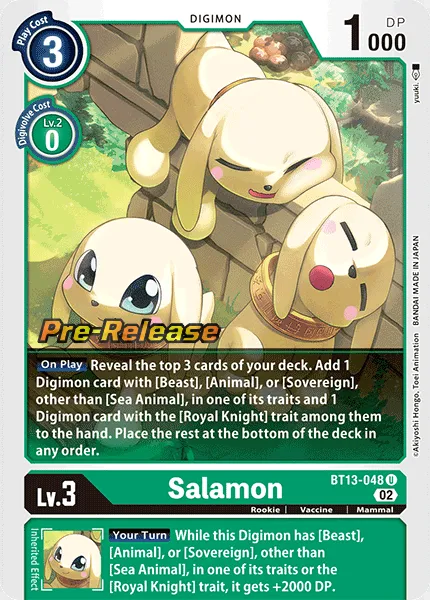 DIGIMON
Play Cost
3
DP
1000
Digivolve Cost
Lv.2
0
yuuki.
©Akiyoshi Hongo, Toei Animation BANDAI MADE IN JAPAN
Pre-Release
On Play Reveal the top 3 cards of your deck. Add 1
Digimon card with [Beast], [Animal], or [Sovereign],
other than [Sea Animal], in one of its traits and 1
Digimon card with the [Royal Knight] trait among them
to the hand. Place the rest at the bottom of the deck in
any order.
Lv.3
Salamon
BT13-048 U
02
Rookie | Vaccine | Mammal
Inherited Effect
Your Turn While this Digimon has [Beast],
[Animal], or [Sovereign], other than
[Sea Animal], in one of its traits or the
[Royal Knight] trait, it gets +2000 DP.